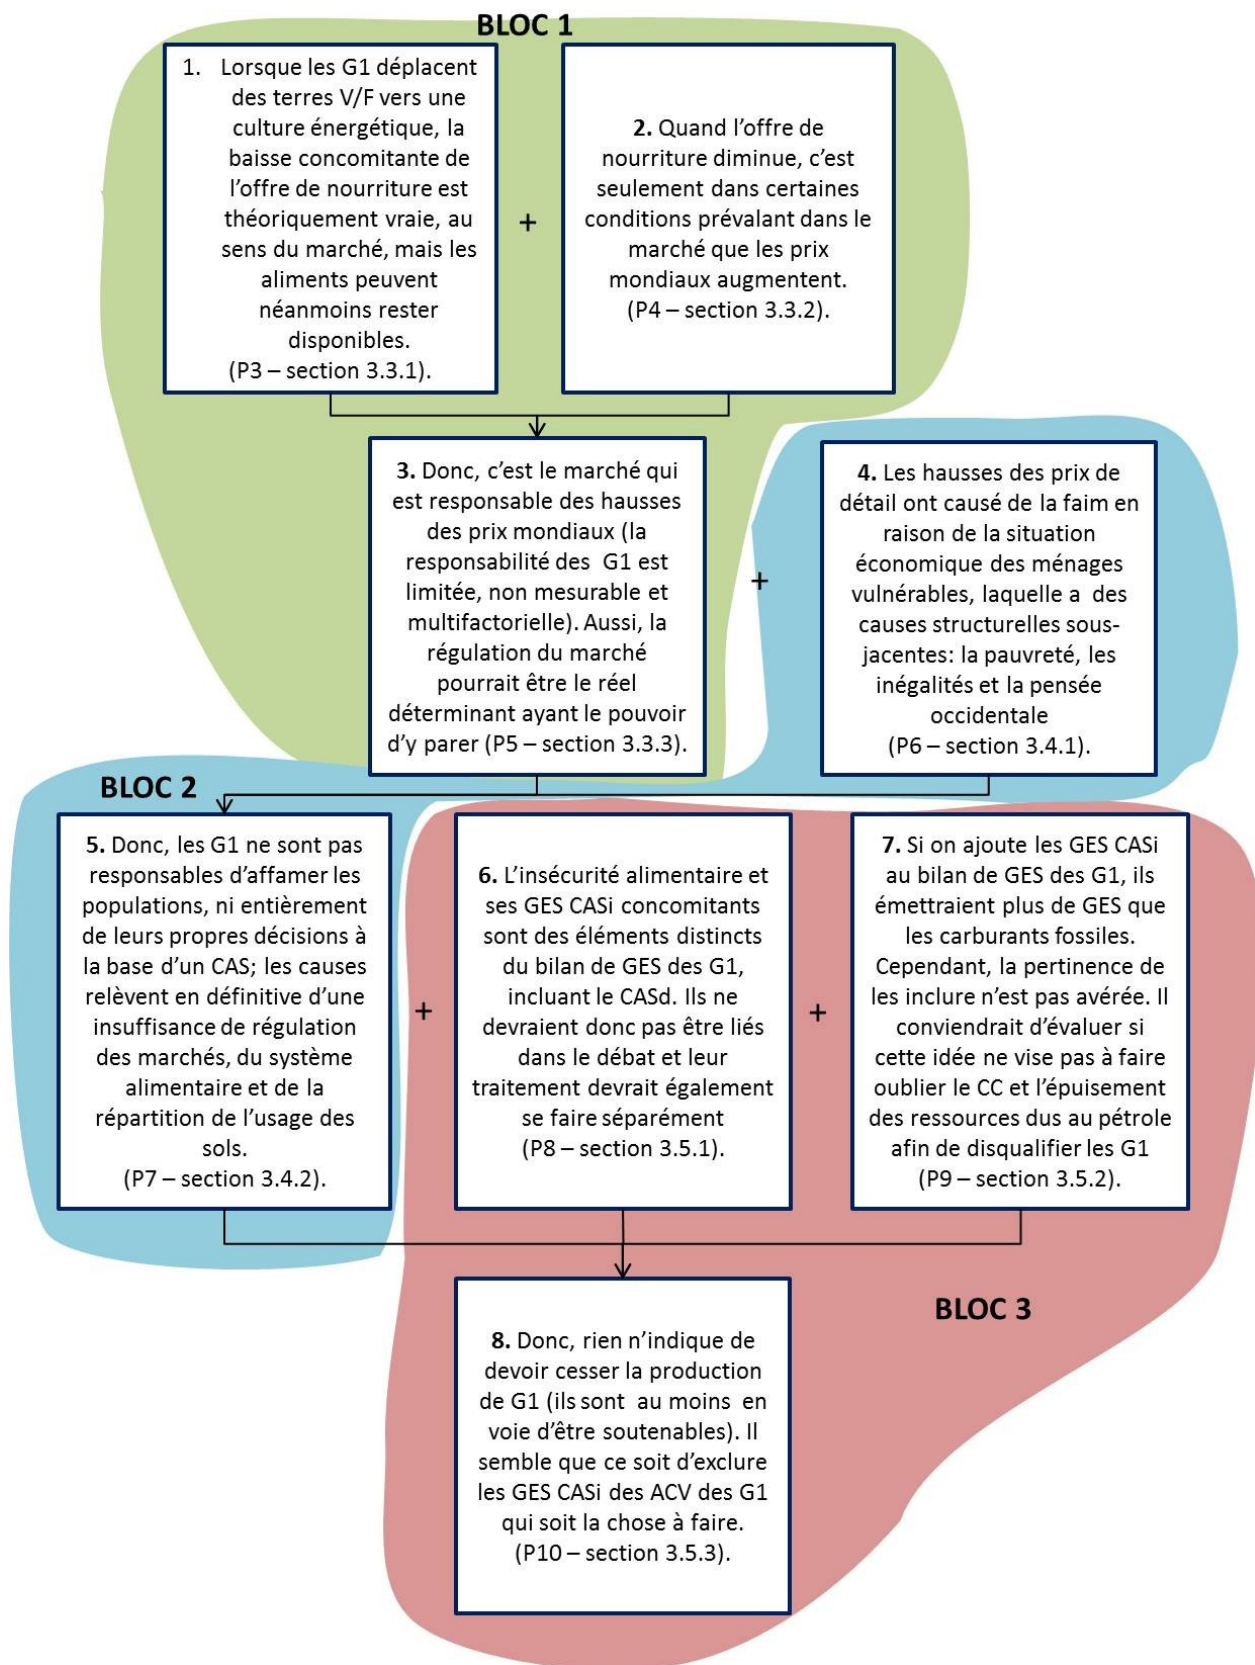 BLOC 1
1. Lorsque les G1 déplacent
des terres V/F vers une
culture énergétique, la
baisse concomitante de
l’offre de nourriture est
théoriquement vraie, au
sens du marché, mais les
aliments peuvent
néanmoins rester
disponibles.
(P3 – section 3.3.1).
+
2. Quand l’offre de
nourriture diminue, c’est
seulement dans certaines
conditions prévalant dans le
marché que les prix
mondiaux augmentent.
(P4 – section 3.3.2).
3. Donc, c’est le marché qui
est responsable des hausses
des prix mondiaux (la
responsabilité des G1 est
limitée, non mesurable et
multifactorielle). Aussi, la
régulation du marché
pourrait être le réel
déterminant ayant le pouvoir
d’y parer (P5 – section 3.3.3).
+
4. Les hausses des prix de
détail ont causé de la faim en
raison de la situation
économique des ménages
vulnérables, laquelle a des
causes structurelles sous-
jacentes: la pauvreté, les
inégalités et la pensée
occidentale
(P6 – section 3.4.1).
BLOC 2
5. Donc, les G1 ne sont pas
responsables d’affamer les
populations, ni entièrement
de leurs propres décisions à
la base d’un CAS; les causes
relèvent en définitive d’une
insuffisance de régulation
des marchés, du système
alimentaire et de la
répartition de l’usage des
sols.
(P7 – section 3.4.2).
+
6. L’insécurité alimentaire et
ses GES CASi concomitants
sont des éléments distincts
du bilan de GES des G1,
incluant le CASd. Ils ne
devraient donc pas être liés
dans le débat et leur
traitement devrait également
se faire séparément
(P8 – section 3.5.1).
+
7. Si on ajoute les GES CASi
au bilan de GES des G1, ils
émettraient plus de GES que
les carburants fossiles.
Cependant, la pertinence de
les inclure n’est pas avérée. Il
conviendrait d’évaluer si
cette idée ne vise pas à faire
oublier le CC et l’épuisement
des ressources dus au pétrole
afin de disqualifier les G1
(P9 – section 3.5.2).
BLOC 3
8. Donc, rien n’indique de
devoir cesser la production
de G1 (ils sont au moins en
voie d’être soutenables). Il
semble que ce soit d’exclure
les GES CASi des ACV des G1
qui soit la chose à faire.
(P10 – section 3.5.3).